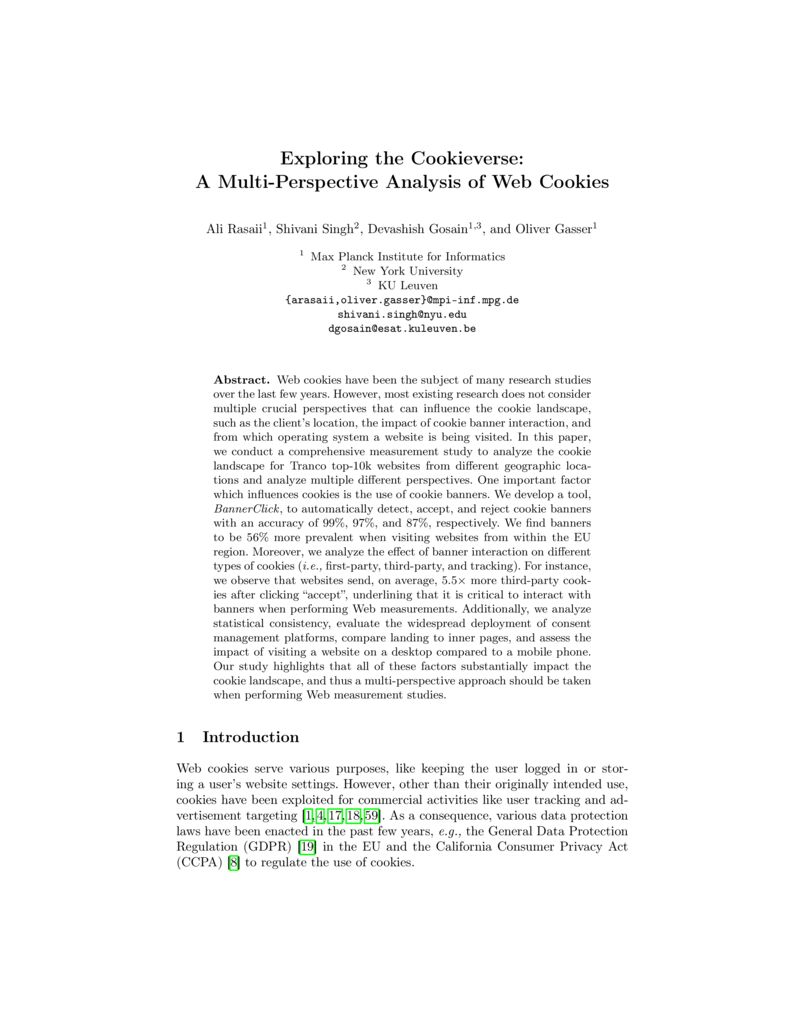 Exploring the Cookieverse:
A Multi-Perspective Analysis of Web Cookies
Ali Rasaii1, Shivani Singh2, Devashish Gosain1,3, and Oliver Gasser1
1 Max Planck Institute for Informatics
2 New York University
3 KU Leuven
{arasaii,oliver.gasser}@mpi-inf.mpg.de
shivani.singh@nyu.edu
dgosain@esat.kuleuven.be
Abstract. Web cookies have been the subject of many research studies
over the last few years. However, most existing research does not consider
multiple crucial perspectives that can influence the cookie landscape,
such as the client's location, the impact of cookie banner interaction, and
from which operating system a website is being visited. In this paper,
we conduct a comprehensive measurement study to analyze the cookie
landscape for Tranco top-10k websites from different geographic loca-
tions and analyze multiple different perspectives. One important factor
which influences cookies is the use of cookie banners. We develop a tool,
BannerClick, to automatically detect, accept, and reject cookie banners
with an accuracy of 99%, 97%, and 87%, respectively. We find banners
to be 56% more prevalent when visiting websites from within the EU
region. Moreover, we analyze the effect of banner interaction on different
types of cookies (i.e., first-party, third-party, and tracking). For instance,
we observe that websites send, on average, 5.5× more third-party cook-
ies after clicking “accept”, underlining that it is critical to interact with
banners when performing Web measurements. Additionally, we analyze
statistical consistency, evaluate the widespread deployment of consent
management platforms, compare landing to inner pages, and assess the
impact of visiting a website on a desktop compared to a mobile phone.
Our study highlights that all of these factors substantially impact the
cookie landscape, and thus a multi-perspective approach should be taken
when performing Web measurement studies.
1 Introduction
Web cookies serve various purposes, like keeping the user logged in or stor-
ing a user's website settings. However, other than their originally intended use,
cookies have been exploited for commercial activities like user tracking and ad-
vertisement targeting [1,4,17,18,59]. As a consequence, various data protection
laws have been enacted in the past few years, e.g., the General Data Protection
Regulation (GDPR) [19] in the EU and the California Consumer Privacy Act
(CCPA) [8] to regulate the use of cookies.